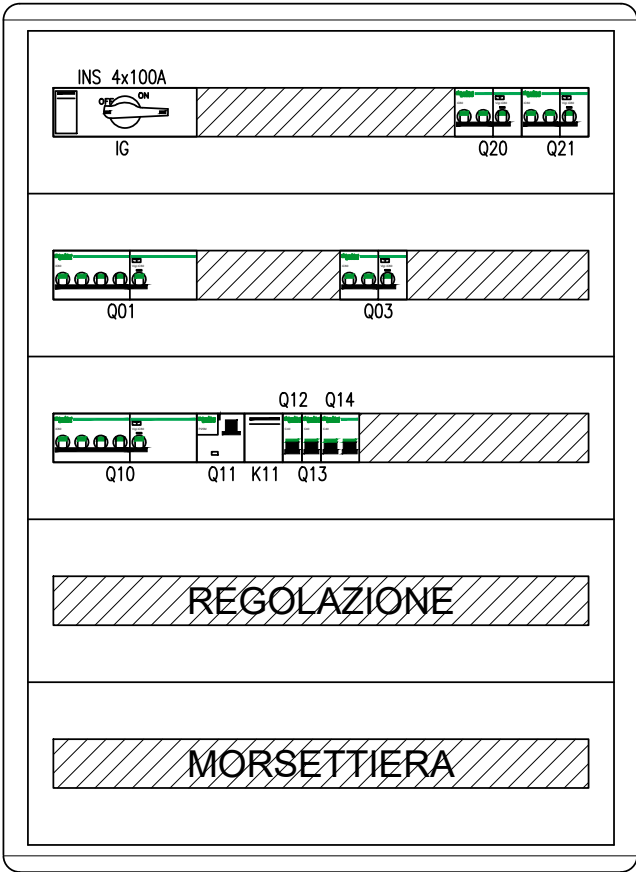 INS 4x100A
OFF ON
IG
Q20 Q21
Q01 Q03
Q12 Q14
Q10 Q11 K11 Q13
REGOLAZIONE
MORSETTIERA